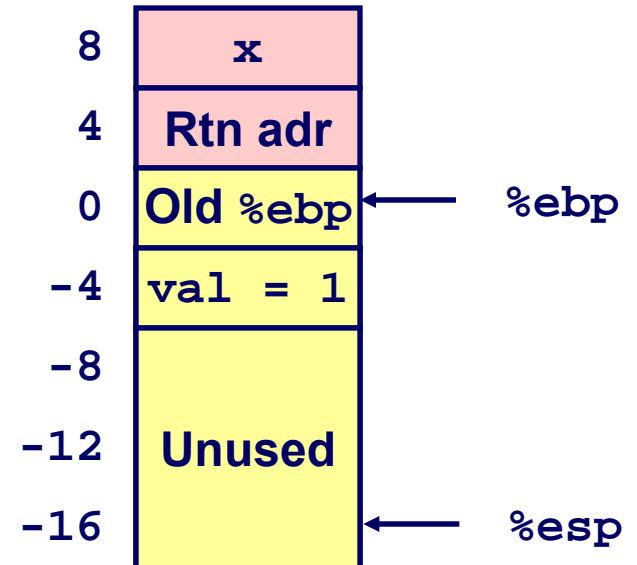 8 x
4 Rtn adr
0 Old %ebp %ebp
-4 val = 1
-8
-12 Unused
-16 %esp